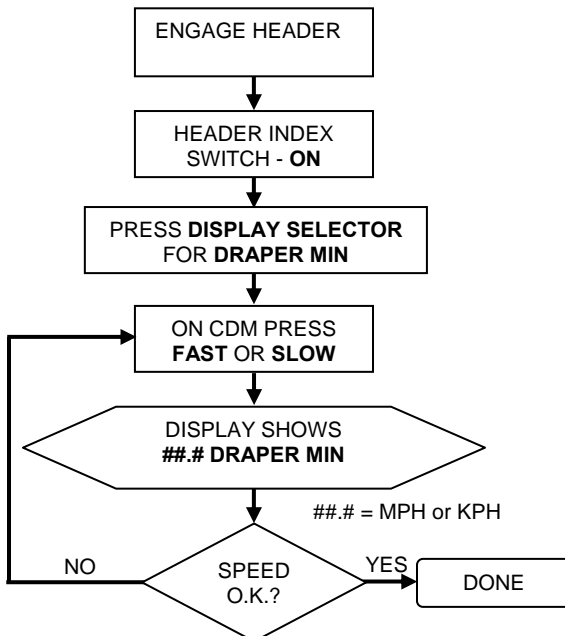 ENGAGE HEADER
HEADER INDEX
SWITCH - ON
PRESS DISPLAY SELECTOR
FOR DRAPER MIN
ON CDM PRESS
FAST OR SLOW
DISPLAY SHOWS
##.# DRAPER MIN
##.# = MPH or KPH
NO
SPEED
O.K.?
YES
DONE